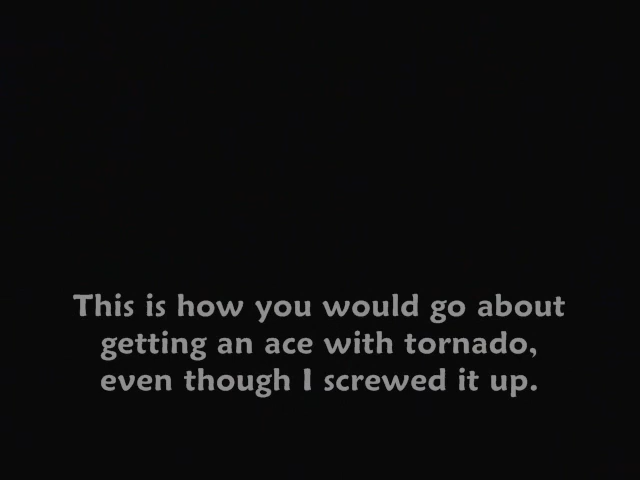 This is how you would go about
getting an ace with tornado,
even though I screwed it up.